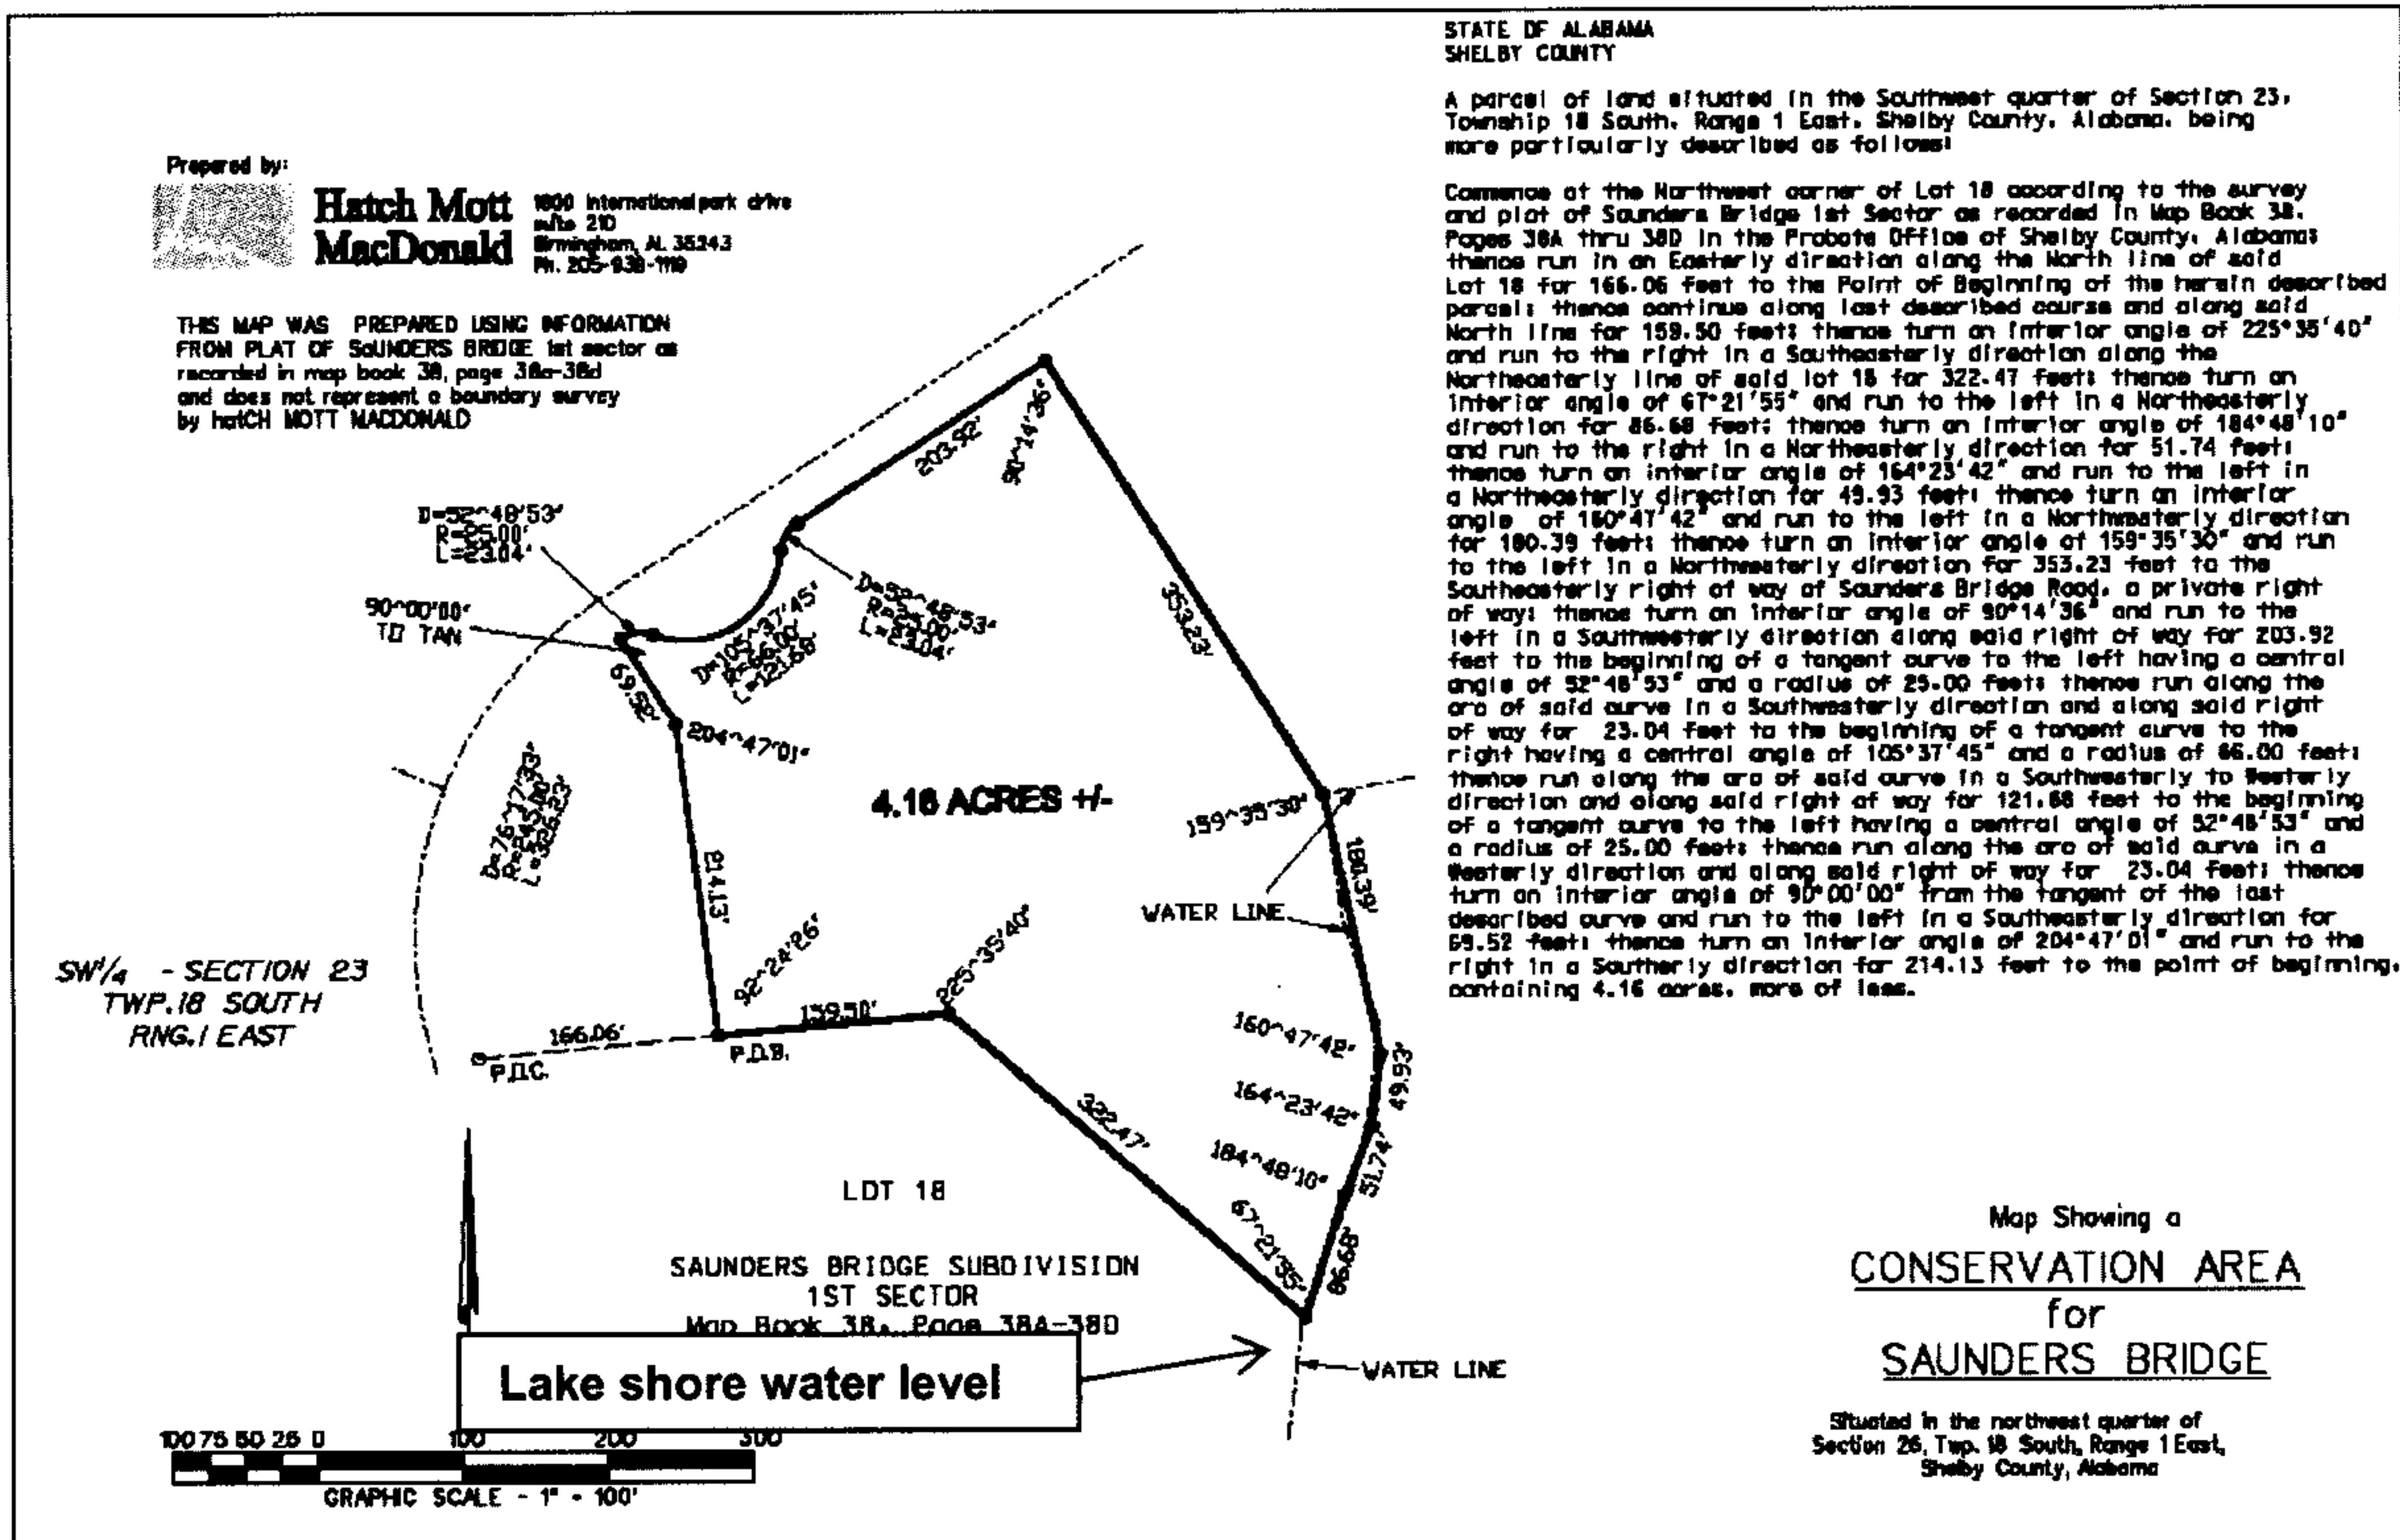 STATE OF ALABAMA
SHELBY COUNTY
A parcel of land situated in the Southwest quarter of Section 23,
Township 18 South, Range 1 East, Shelby County, Alabama, being
more particularly described as follows:
Commence at the Northwest corner of Lot 18 according to the survey
and plat of Saunders Bridge 1st Sector as recorded in Map Book 38,
Pages 38A thru 38D in the Probate Office of Shelby County, Alabama;
thence run in an Easterly direction along the North line of said
Lot 18 for 166.06 feet to the Point of Beginning of the herein described
parcel; thence continue along last described course and along said
North line for 159.50 feet; thence turn an interior angle of 225°35'40"
and run to the right in a Southeasterly direction along the
Northeasterly line of said lot 18 for 322.47 feet; thence turn an
interior angle of 67°21'55" and run to the left in a Northeasterly
direction for 86.68 feet; thence turn an interior angle of 184°48'10"
and run to the right in a Northeasterly direction for 51.74 feet;
thence turn an interior angle of 164°23'42" and run to the left in
a Northeasterly direction for 49.93 feet; thence turn an interior
angle of 160°47'42" and run to the left in a Northwesterly direction
for 180.39 feet; thence turn an interior angle of 159°35'30" and run
to the left in a Northwesterly direction for 353.23 feet to the
Southeasterly right of way of Saunders Bridge Road, a private right
of way; thence turn an interior angle of 90°14'36" and run to the
left in a Southwesterly direction along said right of way for 203.92
feet to the beginning of a tangent curve to the left having a central
angle of 52°48'53" and a radius of 25.00 feet; thence run along the
arc of said curve in a Southwesterly direction and along said right
of way for 23.04 feet to the beginning of a tangent curve to the
right having a central angle of 105°37'45" and a radius of 66.00 feet;
thence run along the arc of said curve in a Southwesterly to Westerly
direction and along said right of way for 121.68 feet to the beginning
of a tangent curve to the left having a central angle of 52°48'53" and
a radius of 25.00 feet; thence run along the arc of said curve in a
Westerly direction and along said right of way for 23.04 feet; thence
turn an interior angle of 90°00'00" from the tangent of the last
described curve and run to the left in a Southeasterly direction for
69.52 feet; thence turn an interior angle of 204°47'01" and run to the
right in a Southerly direction for 214.13 feet to the point of beginning,
containing 4.16 acres, more of less.
Prepared by:
Hatch Mott
MacDonald
1800 international park drive
suite 210
Birmingham, AL 35243
Ph. 205-938-1119
THIS MAP WAS PREPARED USING INFORMATION
FROM PLAT OF SaUNDERS BRIDGE 1st sector as
recorded in map book 38, page 38a-38d
and does not represent a boundary survey
by hatCH MOTT MACDONALD
203.92'
90^14'36"
D=52^48'53"
R=25.00'
L=23.04'
90^00'00"
TO TAN
D=52^48'53"
R=25.00'
L=23.04'
D=105^37'45"
R=66.00'
L=121.68'
353.23'
69.52'
204^47'01"
D=76^17'33"
R=245.00'
L=326.23'
4.16 ACRES +/-
159^35'30"
180.39'
214.13'
WATER LINE
92^24'26"
225^35'40"
SW1/4 - SECTION 23
TWP.18 SOUTH
RNG.1 EAST
166.06'
159.50'
P.O.B.
P.O.C.
160^47'42"
49.93'
164^23'42"
322.47'
184^48'10"
51.74'
67^21'55"
86.68'
LOT 18
SAUNDERS BRIDGE SUBDIVISION
1ST SECTOR
Map Book 38, Page 38A-38D
Lake shore water level
WATER LINE
100 75 50 25 0 100 200 300
GRAPHIC SCALE - 1" = 100'
Map Showing a
CONSERVATION AREA
for
SAUNDERS BRIDGE
Situated in the northwest quarter of
Section 26, Twp. 18 South, Range 1 East,
Shelby County, Alabama